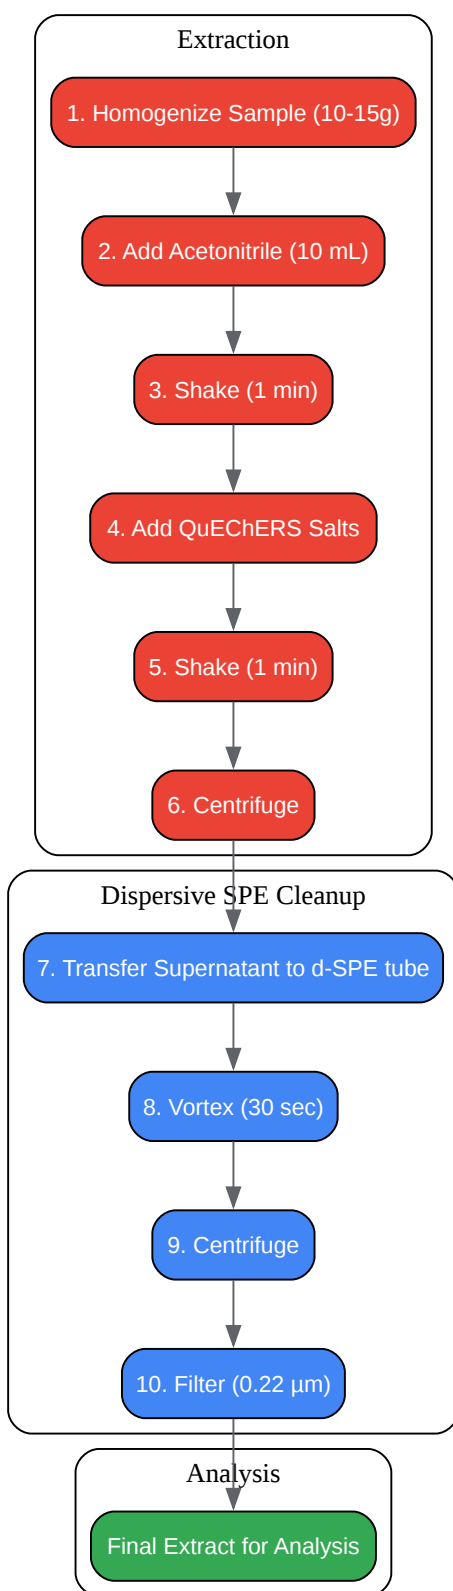 Extraction
1. Homogenize Sample (10-15g)
2. Add Acetonitrile (10 mL)
3. Shake (1 min)
4. Add QuEChERS Salts
5. Shake (1 min)
6. Centrifuge
Dispersive SPE Cleanup
7. Transfer Supernatant to d-SPE tube
8. Vortex (30 sec)
9. Centrifuge
10. Filter (0.22 µm)
Analysis
Final Extract for Analysis